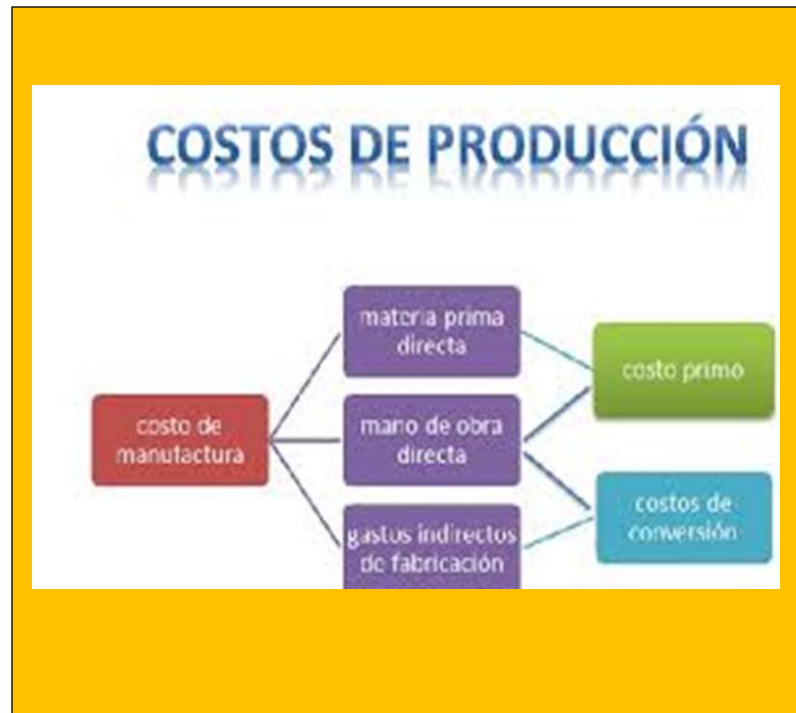 COSTOS DE PRODUCCIÓN
costo de
manufactura
materia prima
directa
mano de obra
directa
gastos indirectos
de fabricación
costo primo
costos de
conversión